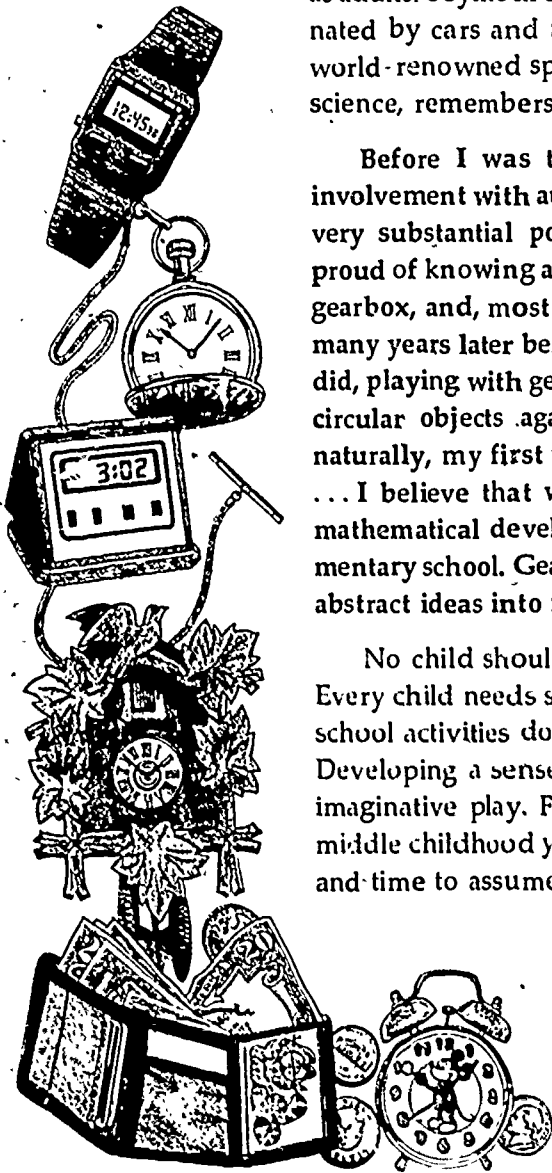 nated by cars and
world-renowned sp
science, remembers
Before I was t
involvement with au
very substantial po
proud of knowing a
gearbox, and, most
many years later be
did, playing with ge
circular objects aga
naturally, my first
... I believe that w
mathematical devel
mentary school. Gea
abstract ideas into
No child shoul
Every child needs s
school activities do
Developing a sense
imaginative play. F
middle childhood y
and time to assume
12:45
3:02
20